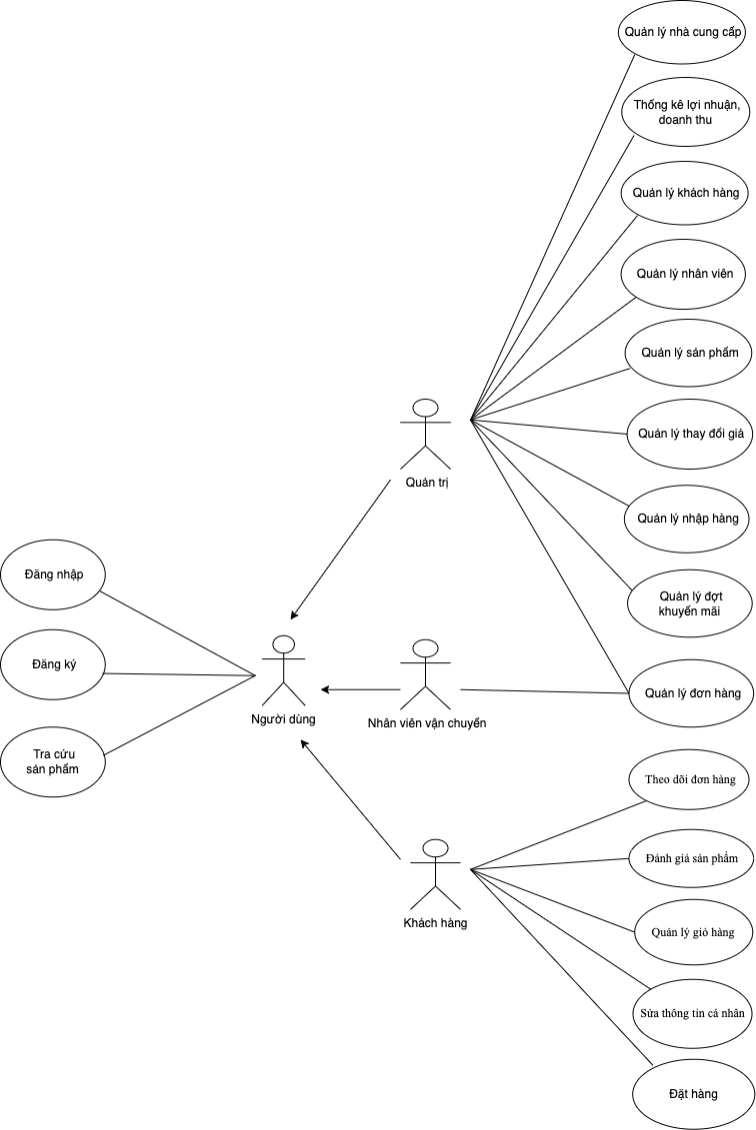 Quản lý nhà cung cấp
Thống kê lợi nhuận,
doanh thu
Quản lý khách hàng
Quản lý nhân viên
Quản lý sản phẩm
Quản lý thay đổi giá
Quản trị
Quản lý nhập hàng
Đăng nhập
Quản lý đợt
khuyến mãi
Đăng ký
Người dùng
Nhân viên vận chuyển
Quản lý đơn hàng
Tra cứu
sản phẩm
Theo dõi đơn hàng
Đánh giá sản phẩm
Khách hàng
Quản lý giỏ hàng
Sửa thông tin cá nhân
Đặt hàng